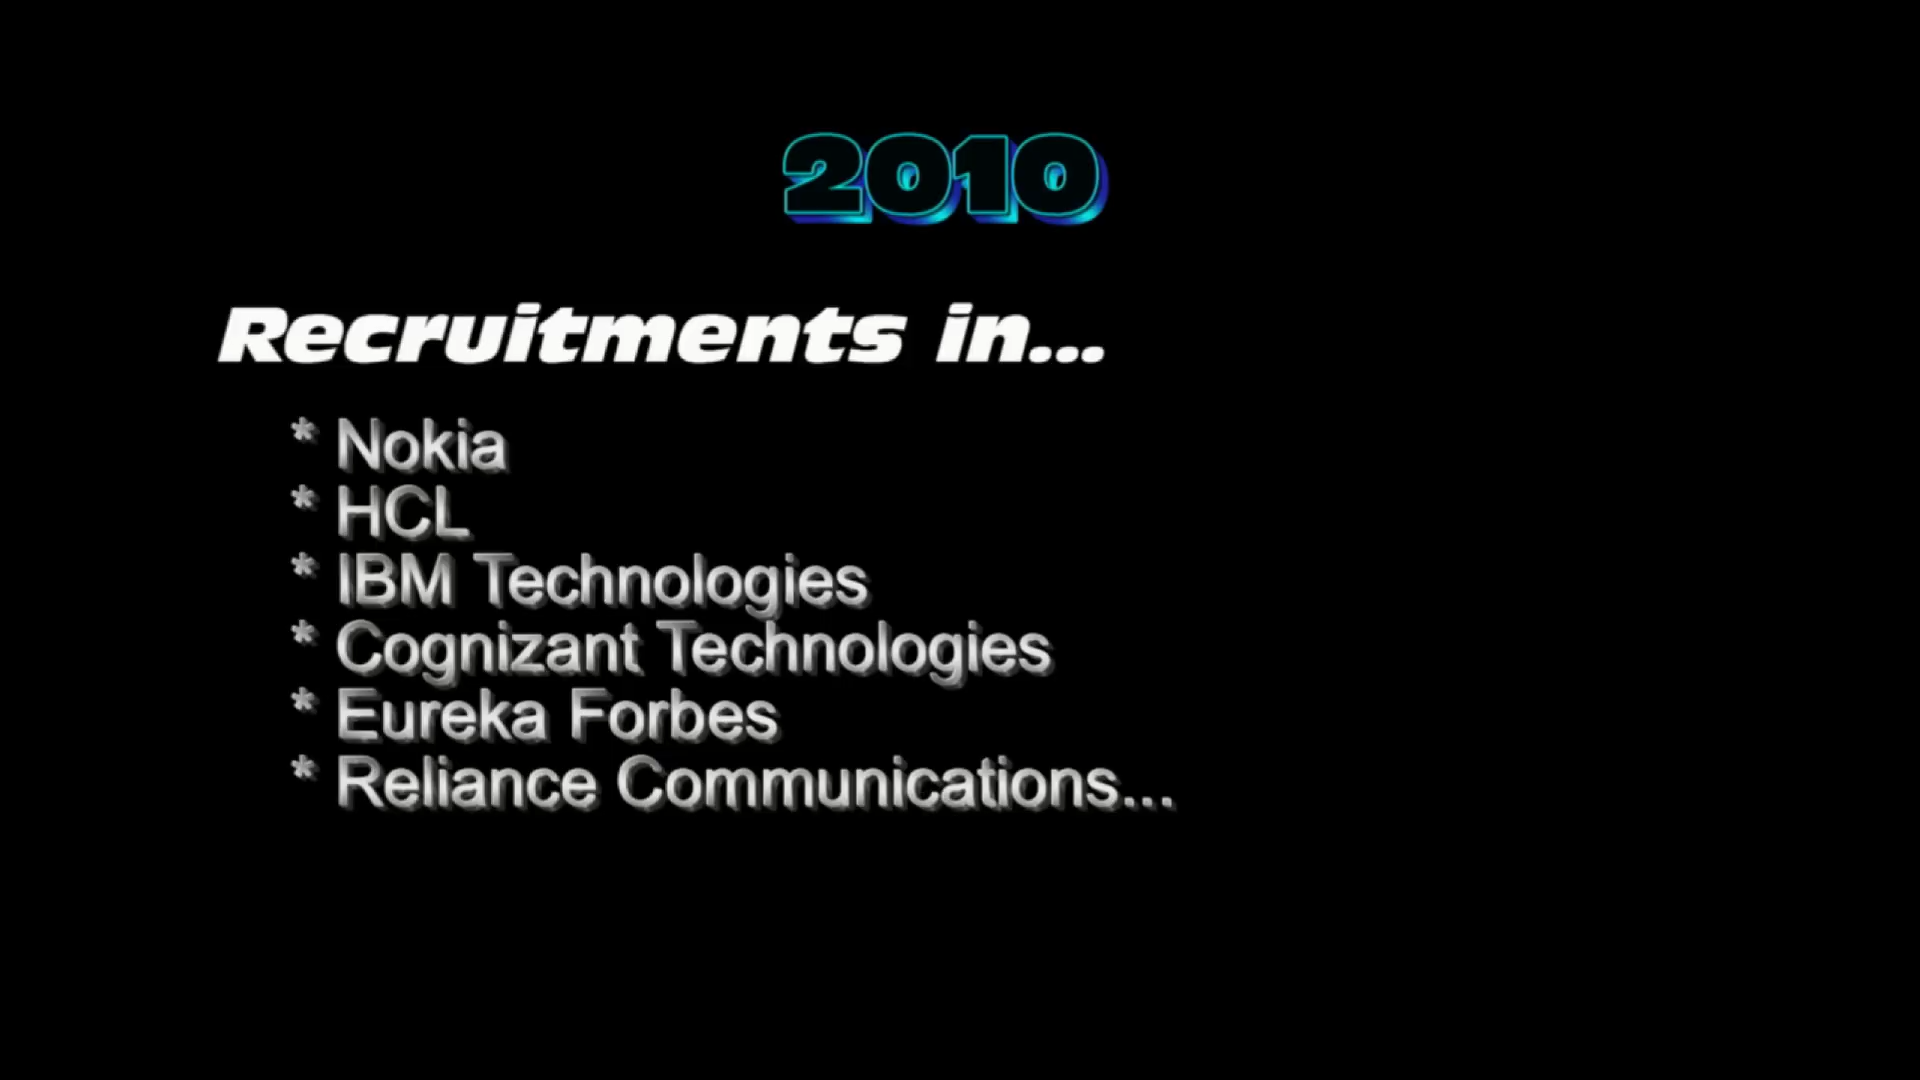 2010
Recruitments in...
* Nokia
* HCL
* IBM Technologies
* Cognizant Technologies
* Eureka Forbes
* Reliance Communications...